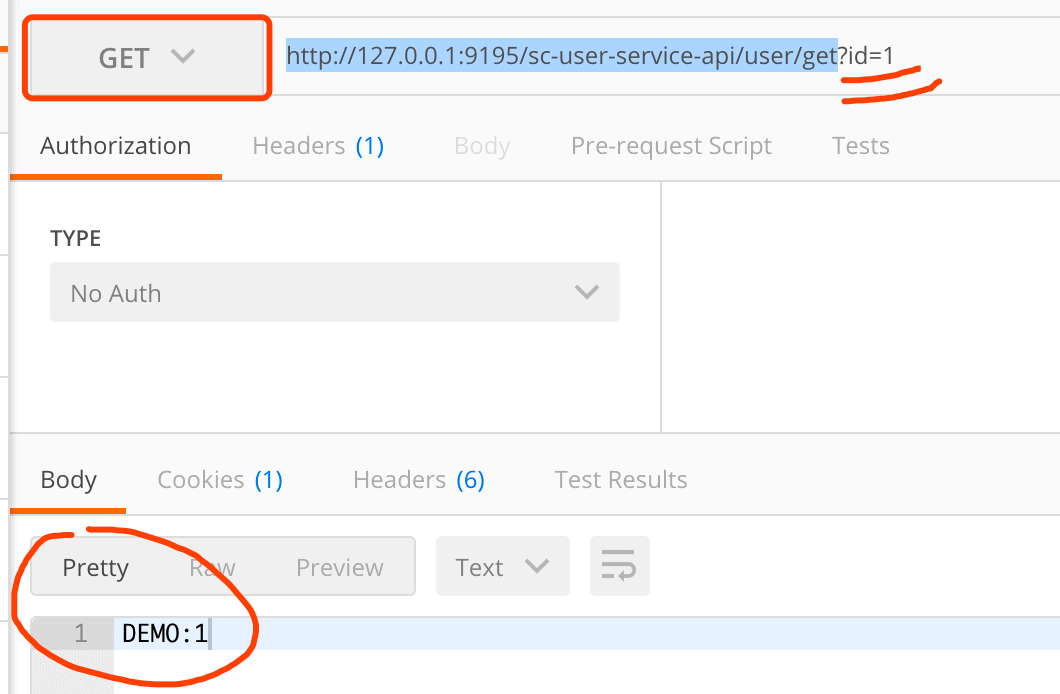 GET http://127.0.0.1:9195/sc-user-service-api/user/get?id=1
Authorization Headers (1) Body Pre-request Script Tests
TYPE
No Auth
Body Cookies (1) Headers (6) Test Results
Pretty Raw Preview Text
1 DEMO:1